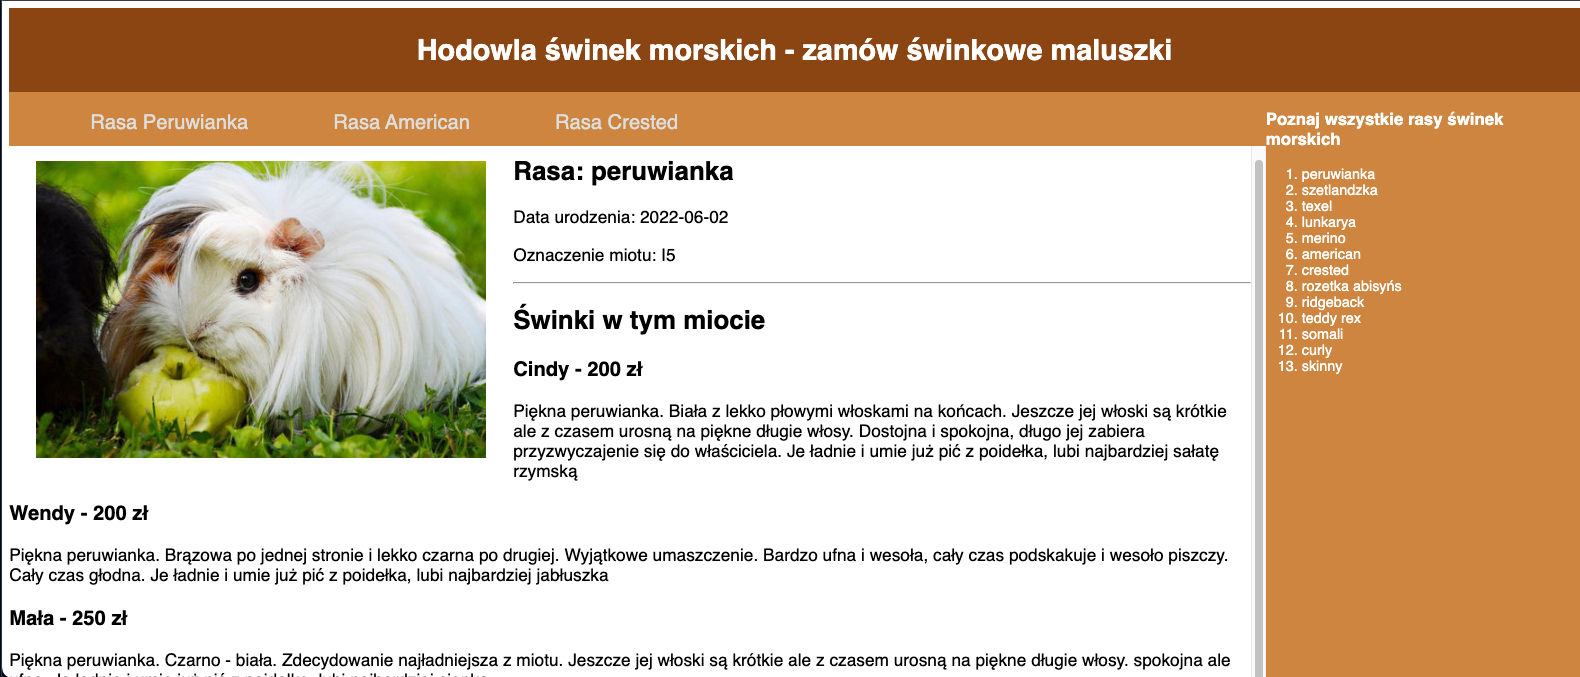 Hodowla świnek morskich - zamów świnkowe maluszki
Rasa Peruwianka
Rasa American
Rasa Crested
Rasa: peruwianka
Data urodzenia: 2022-06-02
Oznaczenie miotu: I5
Świnki w tym miocie
Cindy - 200 zł
Piękna peruwianka. Biała z lekko płowymi włoskami na końcach. Jeszcze jej włoski są krótkie
ale z czasem urosną na piękne długie włosy. Dostojna i spokojna, długo jej zabiera
przyzwyczajenie się do właściciela. Je ładnie i umie już pić z poidełka, lubi najbardziej sałatę
rzymską
Wendy - 200 zł
Piękna peruwianka. Brązowa po jednej stronie i lekko czarna po drugiej. Wyjątkowe umaszczenie. Bardzo ufna i wesoła, cały czas podskakuje i wesoło piszczy.
Cały czas głodna. Je ładnie i umie już pić z poidełka, lubi najbardziej jabłuszka
Mała - 250 zł
Piękna peruwianka. Czarno - biała. Zdecydowanie najładniejsza z miotu. Jeszcze jej włoski są krótkie ale z czasem urosną na piękne długie włosy. spokojna ale
Poznaj wszystkie rasy świnek
morskich
1. peruwianka
2. szetlandzka
3. texel
4. lunkarya
5. merino
6. american
7. crested
8. rozetka abisyńs
9. ridgeback
10. teddy rex
11. somali
12. curly
13. skinny